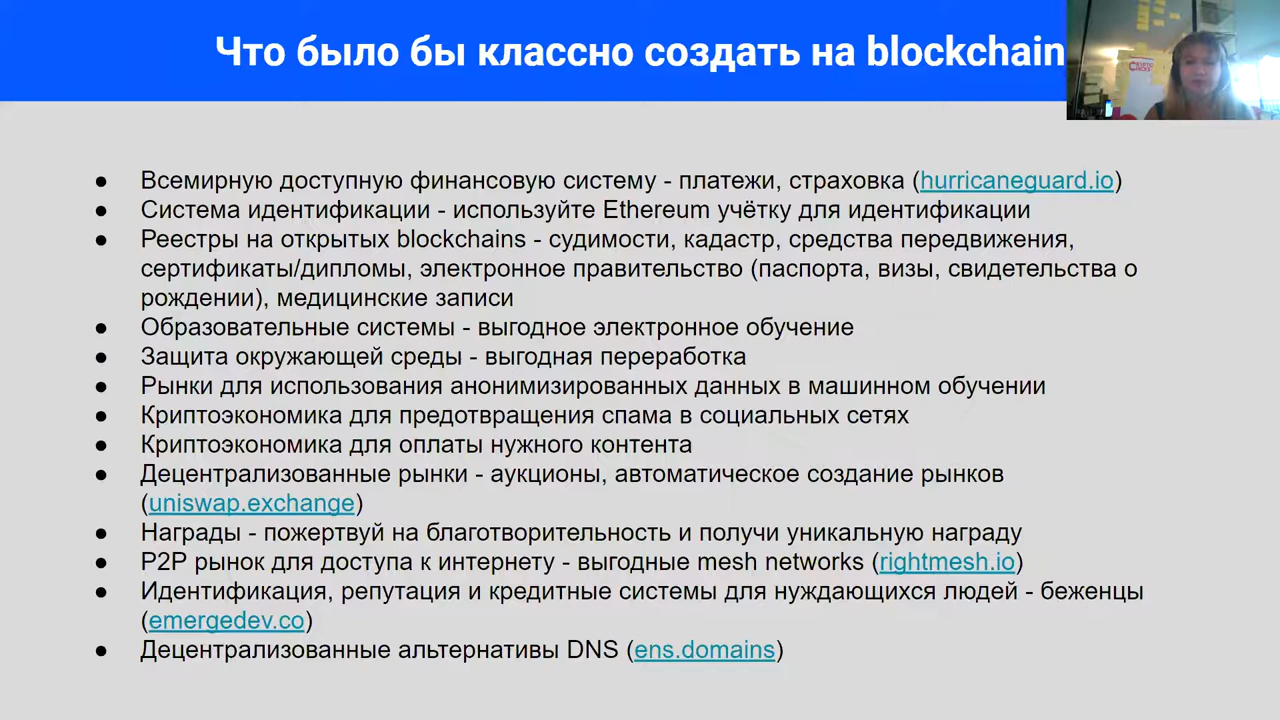 Что было бы классно создать на blockchain
● Всемирную доступную финансовую систему - платежи, страховка (hurricaneguard.io)
● Система идентификации - используйте Ethereum учётку для идентификации
● Реестры на открытых blockchains - судимости, кадастр, средства передвижения,
сертификаты/дипломы, электронное правительство (паспорта, визы, свидетельства о
рождении), медицинские записи
● Образовательные системы - выгодное электронное обучение
● Защита окружающей среды - выгодная переработка
● Рынки для использования анонимизированных данных в машинном обучении
● Криптоэкономика для предотвращения спама в социальных сетях
● Криптоэкономика для оплаты нужного контента
● Децентрализованные рынки - аукционы, автоматическое создание рынков
(uniswap.exchange)
● Награды - пожертвуй на благотворительность и получи уникальную награду
● P2P рынок для доступа к интернету - выгодные mesh networks (rightmesh.io)
● Идентификация, репутация и кредитные системы для нуждающихся людей - беженцы
(emergedev.co)
● Децентрализованные альтернативы DNS (ens.domains)